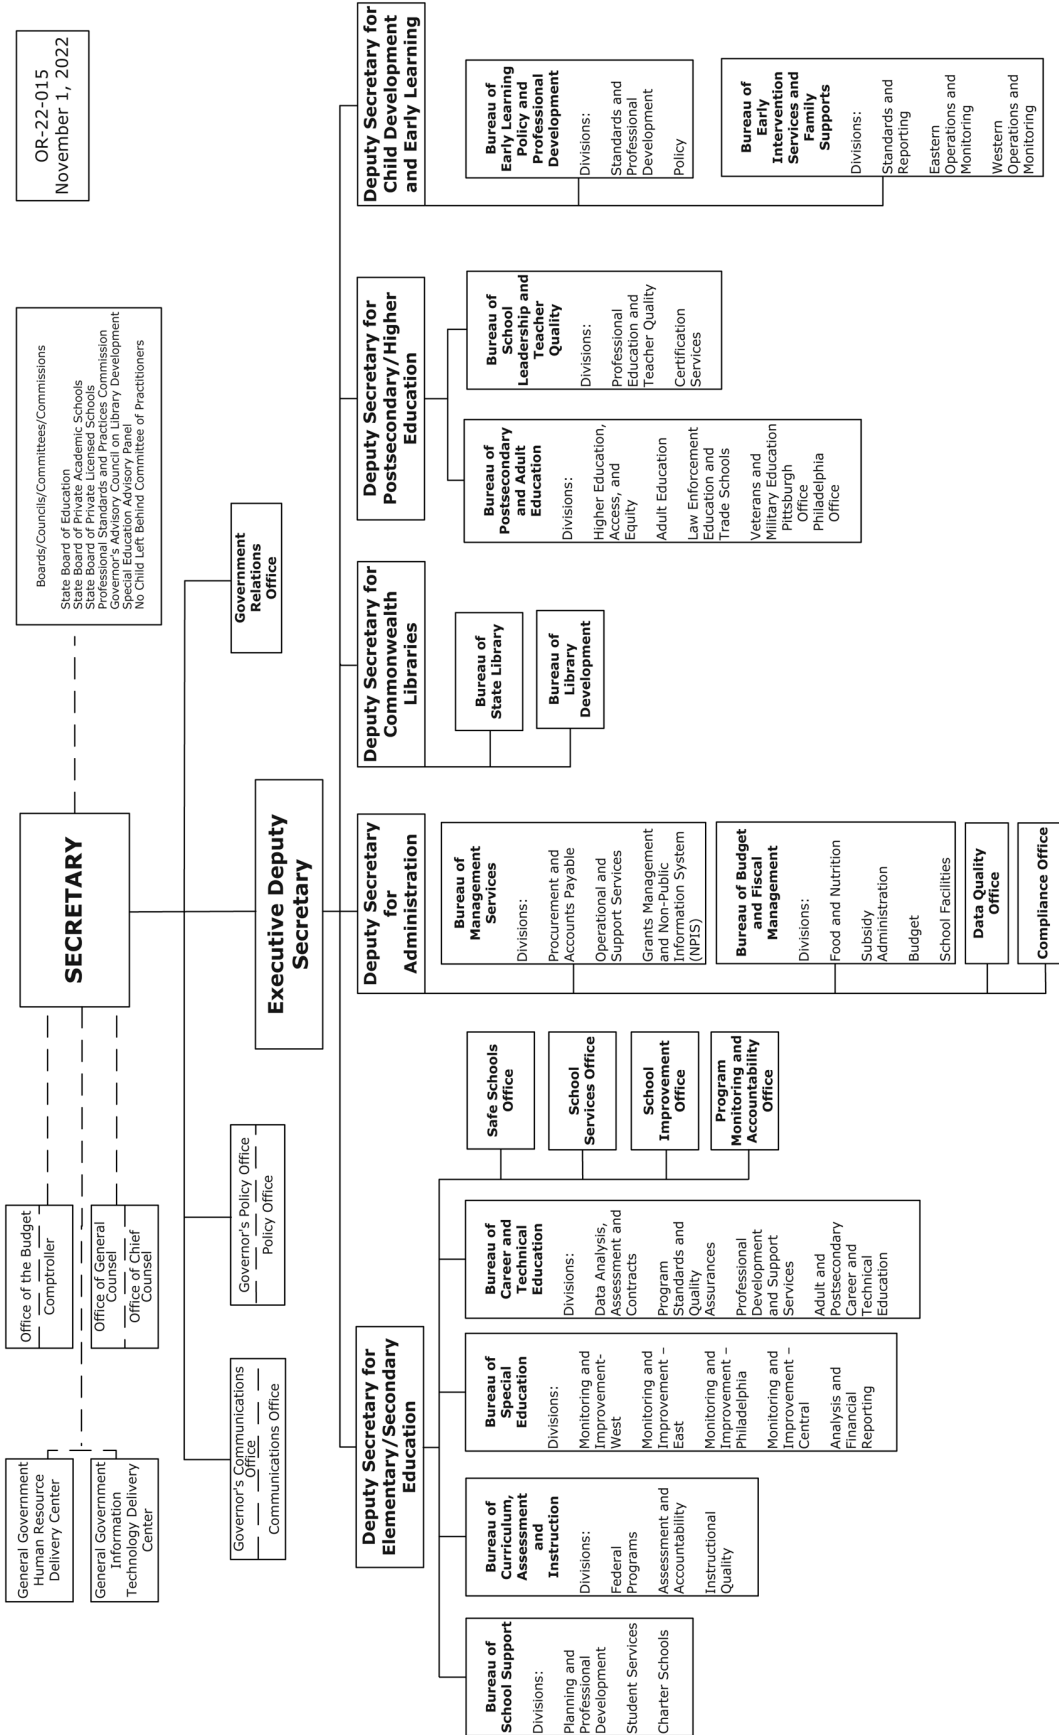 OR-22-015
November 1, 2022
SECRETARY
Boards/Councils/Committees/Commissions
State Board of Education
State Board of Private Academic Schools
State Board of Private Licensed Schools
Professional Standards and Practices Commission
Governor's Advisory Council on Library Development
Special Education Advisory Panel
No Child Left Behind Committee of Practitioners
Office of the Budget
Comptroller
Office of General
Counsel
Office of Chief
Counsel
General Government
Human Resource
Delivery Center
General Government
Information
Technology Delivery
Center
Governor's Communications
Office
Communications Office
Governor's Policy Office
Policy Office
Government
Relations
Office
Executive Deputy
Secretary
Deputy Secretary for
Elementary/Secondary
Education
Bureau of
School Support
Divisions:
Planning and
Professional
Development
Student Services
Charter Schools
Bureau of
Curriculum,
Assessment
and
Instruction
Divisions:
Federal
Programs
Assessment and
Accountability
Instructional
Quality
Bureau of
Special
Education
Divisions:
Monitoring and
Improvement-
West
Monitoring and
Improvement –
East
Monitoring and
Improvement –
Philadelphia
Monitoring and
Improvement –
Central
Analysis and
Financial
Reporting
Bureau of
Career and
Technical
Education
Divisions:
Data Analysis,
Assessment and
Contracts
Program
Standards and
Quality
Assurances
Professional
Development
and Support
Services
Adult and
Postsecondary
Career and
Technical
Education
Safe Schools
Office
School
Services Office
School
Improvement
Office
Program
Monitoring and
Accountability
Office
Deputy Secretary
for
Administration
Bureau of
Management
Services
Divisions:
Procurement and
Accounts Payable
Operational and
Support Services
Grants Management
and Non-Public
Information System
(NPIS)
Bureau of Budget
and Fiscal
Management
Divisions:
Food and Nutrition
Subsidy
Administration
Budget
School Facilities
Data Quality
Office
Compliance Office
Deputy Secretary for
Commonwealth
Libraries
Bureau of
State Library
Bureau of
Library
Development
Deputy Secretary for
Postsecondary/Higher
Education
Bureau of
Postsecondary
and Adult
Education
Divisions:
Higher Education,
Access, and
Equity
Adult Education
Law Enforcement
Education and
Trade Schools
Veterans and
Military Education
Pittsburgh
Office
Philadelphia
Office
Bureau of
School
Leadership and
Teacher
Quality
Divisions:
Professional
Education and
Teacher Quality
Certification
Services
Deputy Secretary for
Child Development
and Early Learning
Bureau of
Early Learning
Policy and
Professional
Development
Divisions:
Standards and
Professional
Development
Policy
Bureau of
Early
Intervention
Services and
Family
Supports
Divisions:
Standards and
Reporting
Eastern
Operations and
Monitoring
Western
Operations and
Monitoring